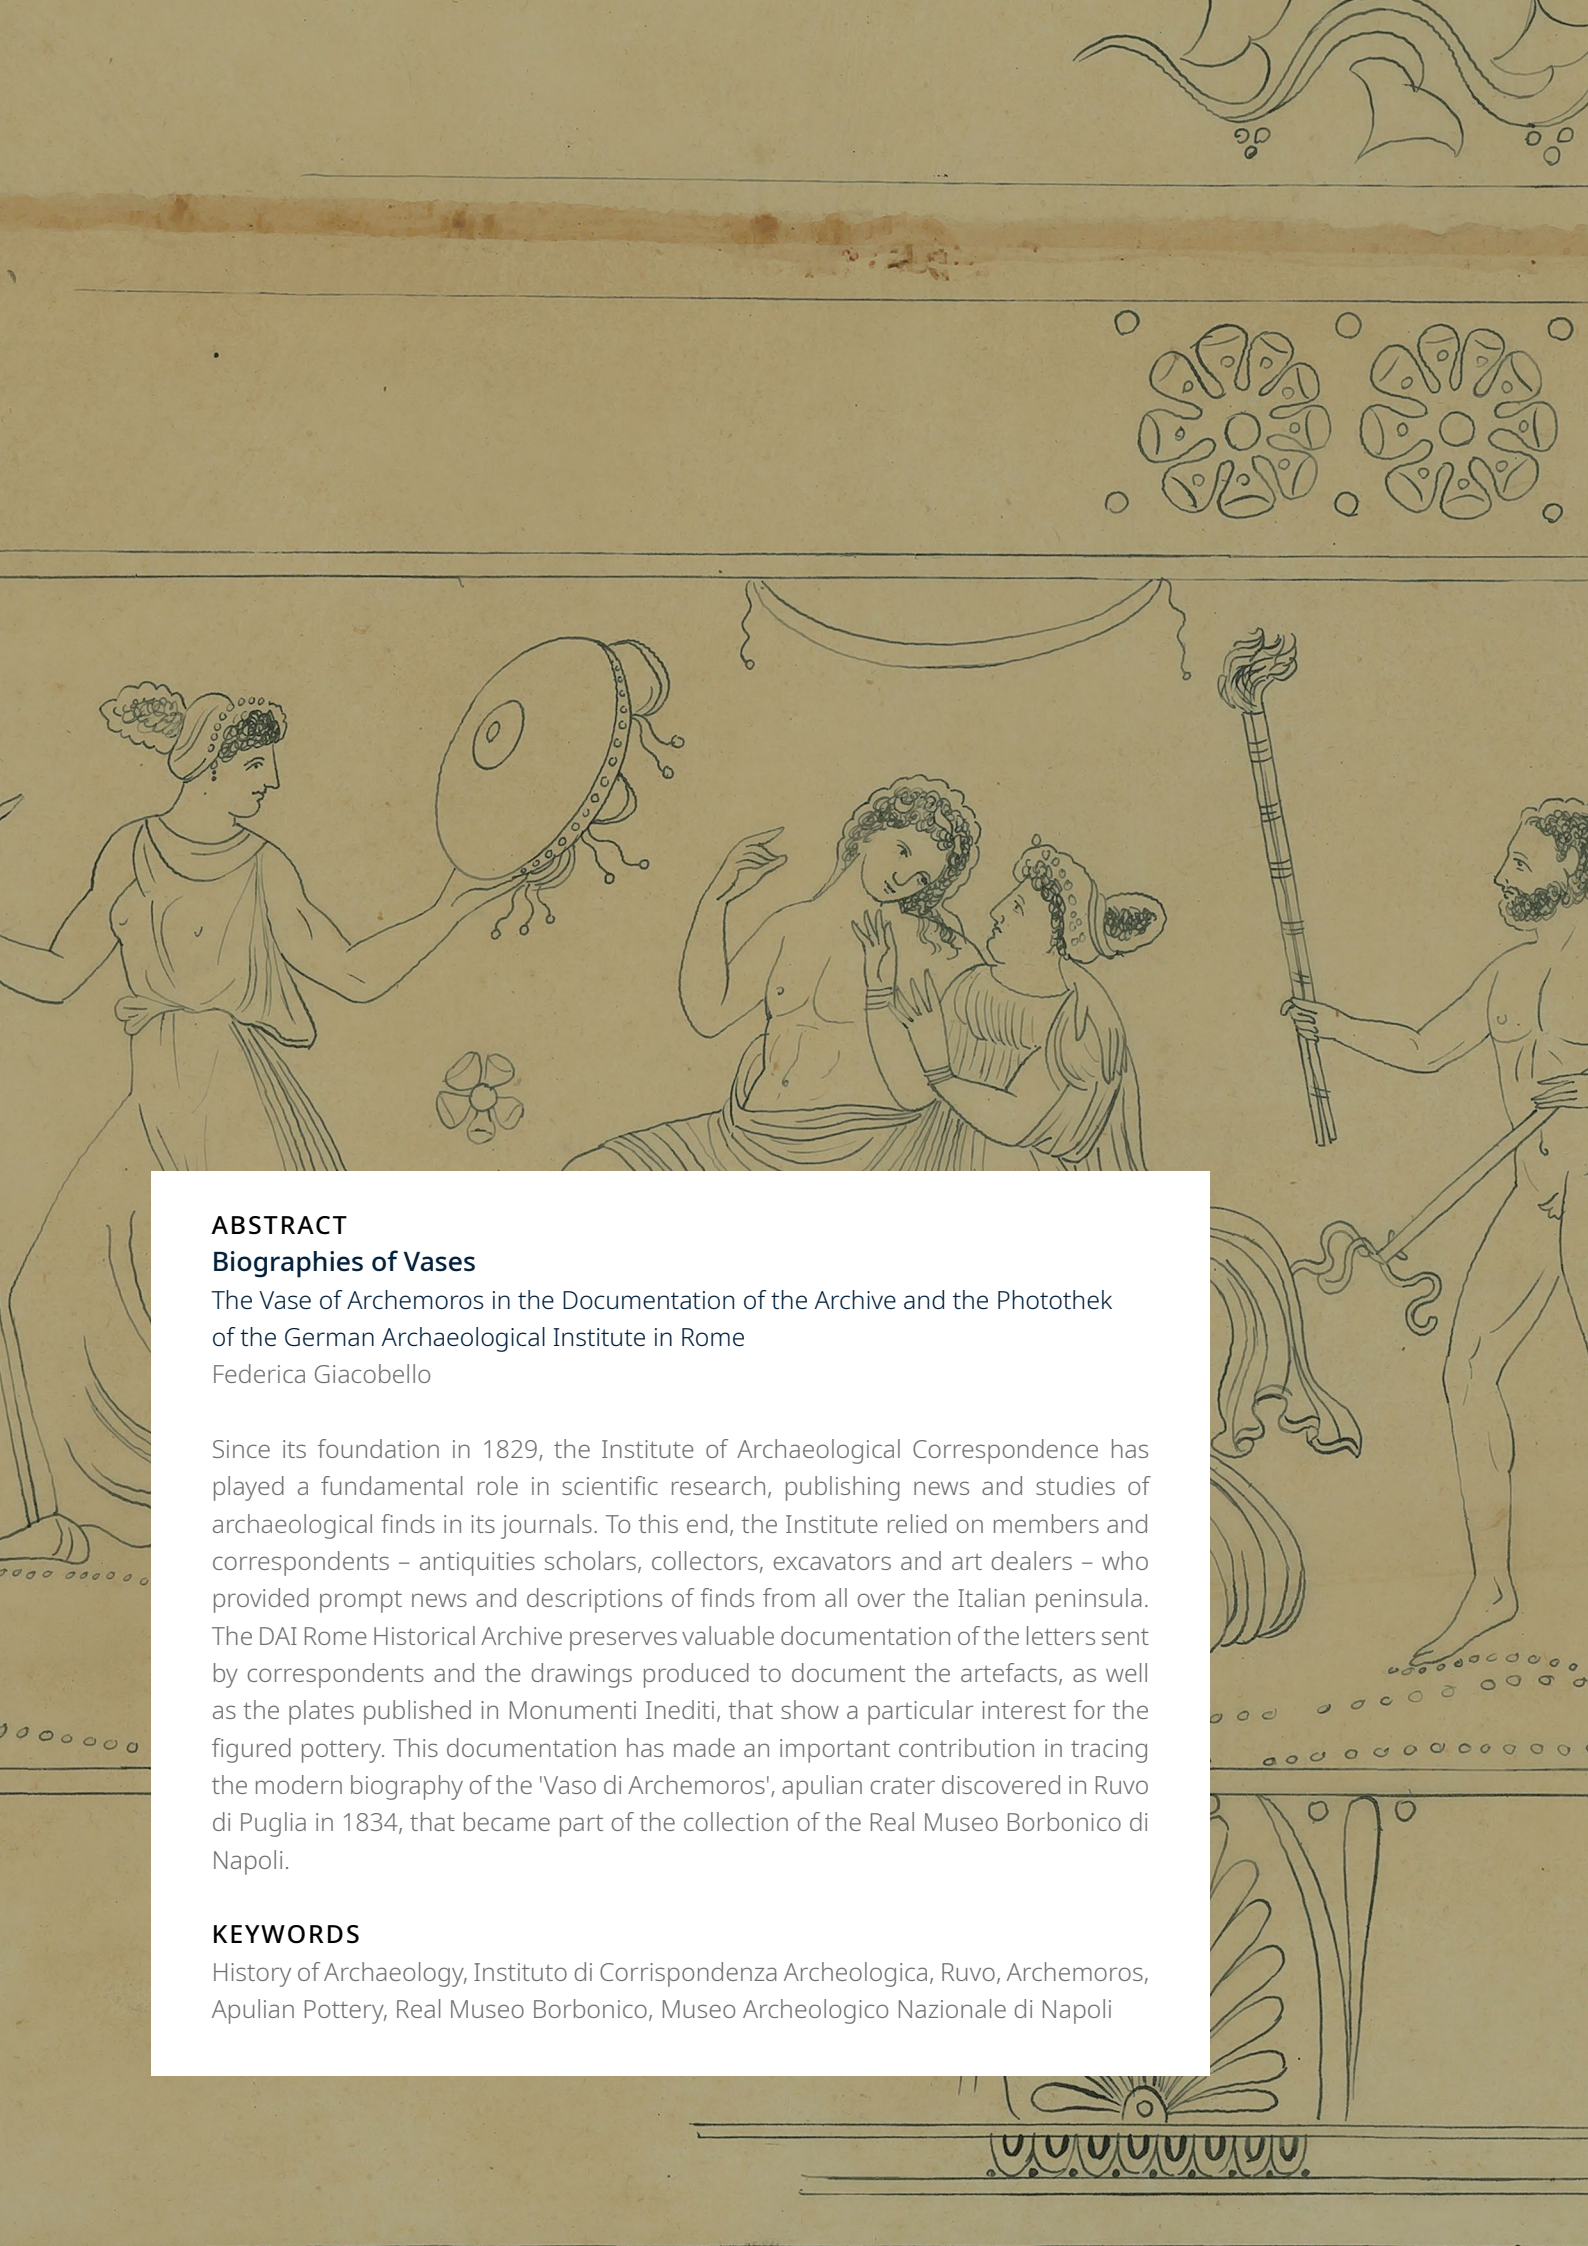 ABSTRACT
Biographies of Vases
The Vase of Archemoros in the Documentation of the Archive and the Photothek
of the German Archaeological Institute in Rome
Federica Giacobello
Since its foundation in 1829, the Institute of Archaeological Correspondence has
played a fundamental role in scientific research, publishing news and studies of
archaeological finds in its journals. To this end, the Institute relied on members and
correspondents – antiquities scholars, collectors, excavators and art dealers – who
provided prompt news and descriptions of finds from all over the Italian peninsula.
The DAI Rome Historical Archive preserves valuable documentation of the letters sent
by correspondents and the drawings produced to document the artefacts, as well
as the plates published in Monumenti Inediti, that show a particular interest for the
figured pottery. This documentation has made an important contribution in tracing
the modern biography of the 'Vaso di Archemoros', apulian crater discovered in Ruvo
di Puglia in 1834, that became part of the collection of the Real Museo Borbonico di
Napoli.
KEYWORDS
History of Archaeology, Instituto di Corrispondenza Archeologica, Ruvo, Archemoros,
Apulian Pottery, Real Museo Borbonico, Museo Archeologico Nazionale di Napoli